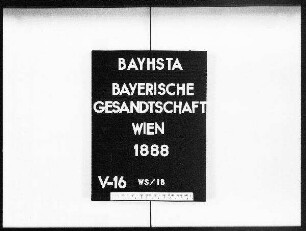 BAYHSTA
BAYERISCHE
GESANDTSCHAFT
WIEN
1888
V-16 WS/18